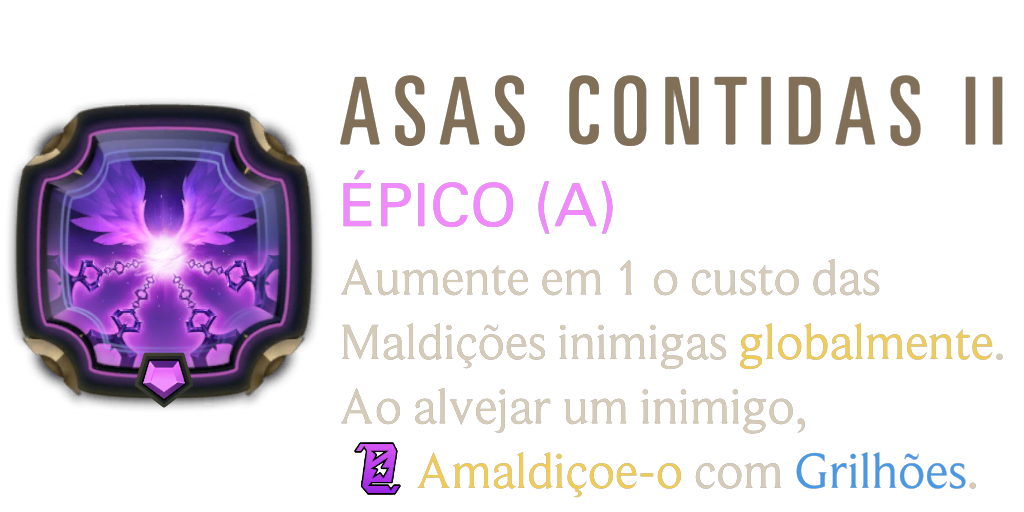 ASAS CONTIDAS II
ÉPICO (A)
Aumente em 1 o custo das
Maldições inimigas globalmente.
Ao alvejar um inimigo,
Amaldiçoe-o com Grilhões.